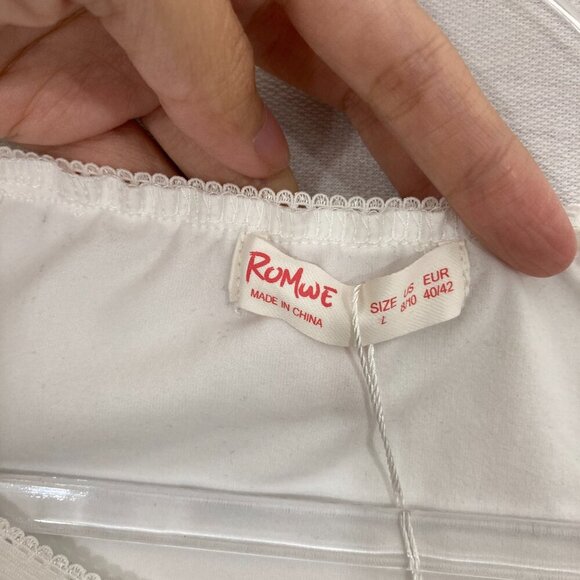 ROMWE
MADE IN CHINA
SIZE US EUR
L 8/10 40/42